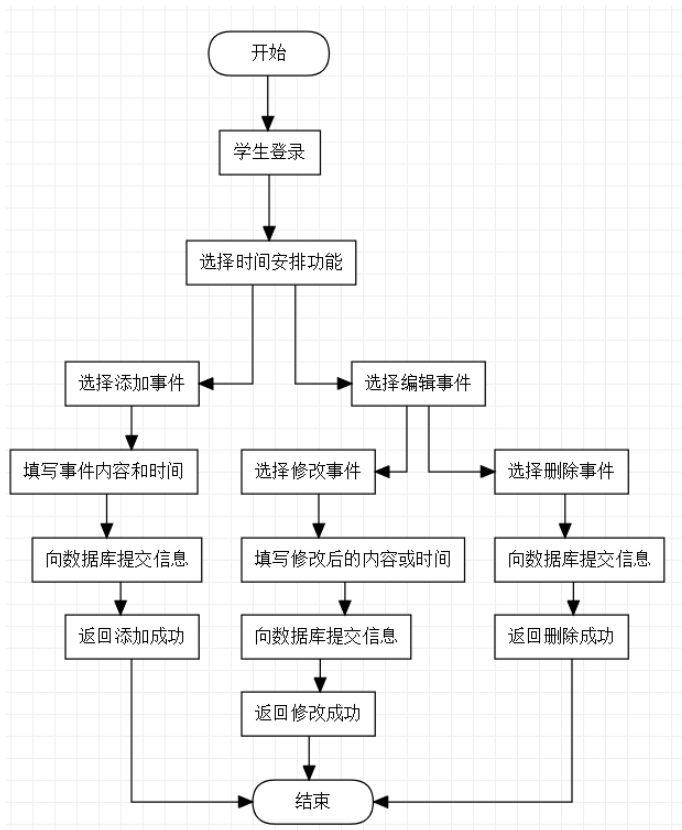 开始
学生登录
选择时间安排功能
选择添加事件
选择编辑事件
填写事件内容和时间
选择修改事件
选择删除事件
向数据库提交信息
填写修改后的内容或时间
向数据库提交信息
返回添加成功
向数据库提交信息
返回删除成功
返回修改成功
结束